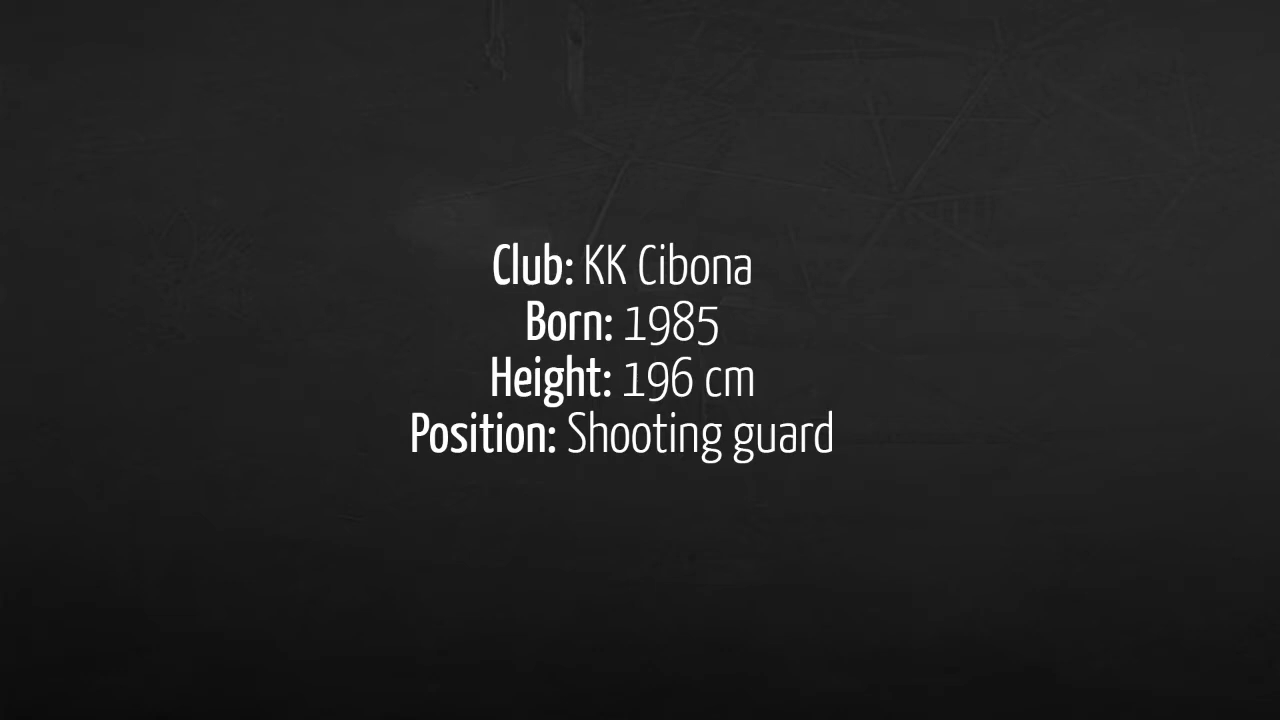 Club: KK Cibona
Born: 1985
Height: 196 cm
Position: Shooting guard